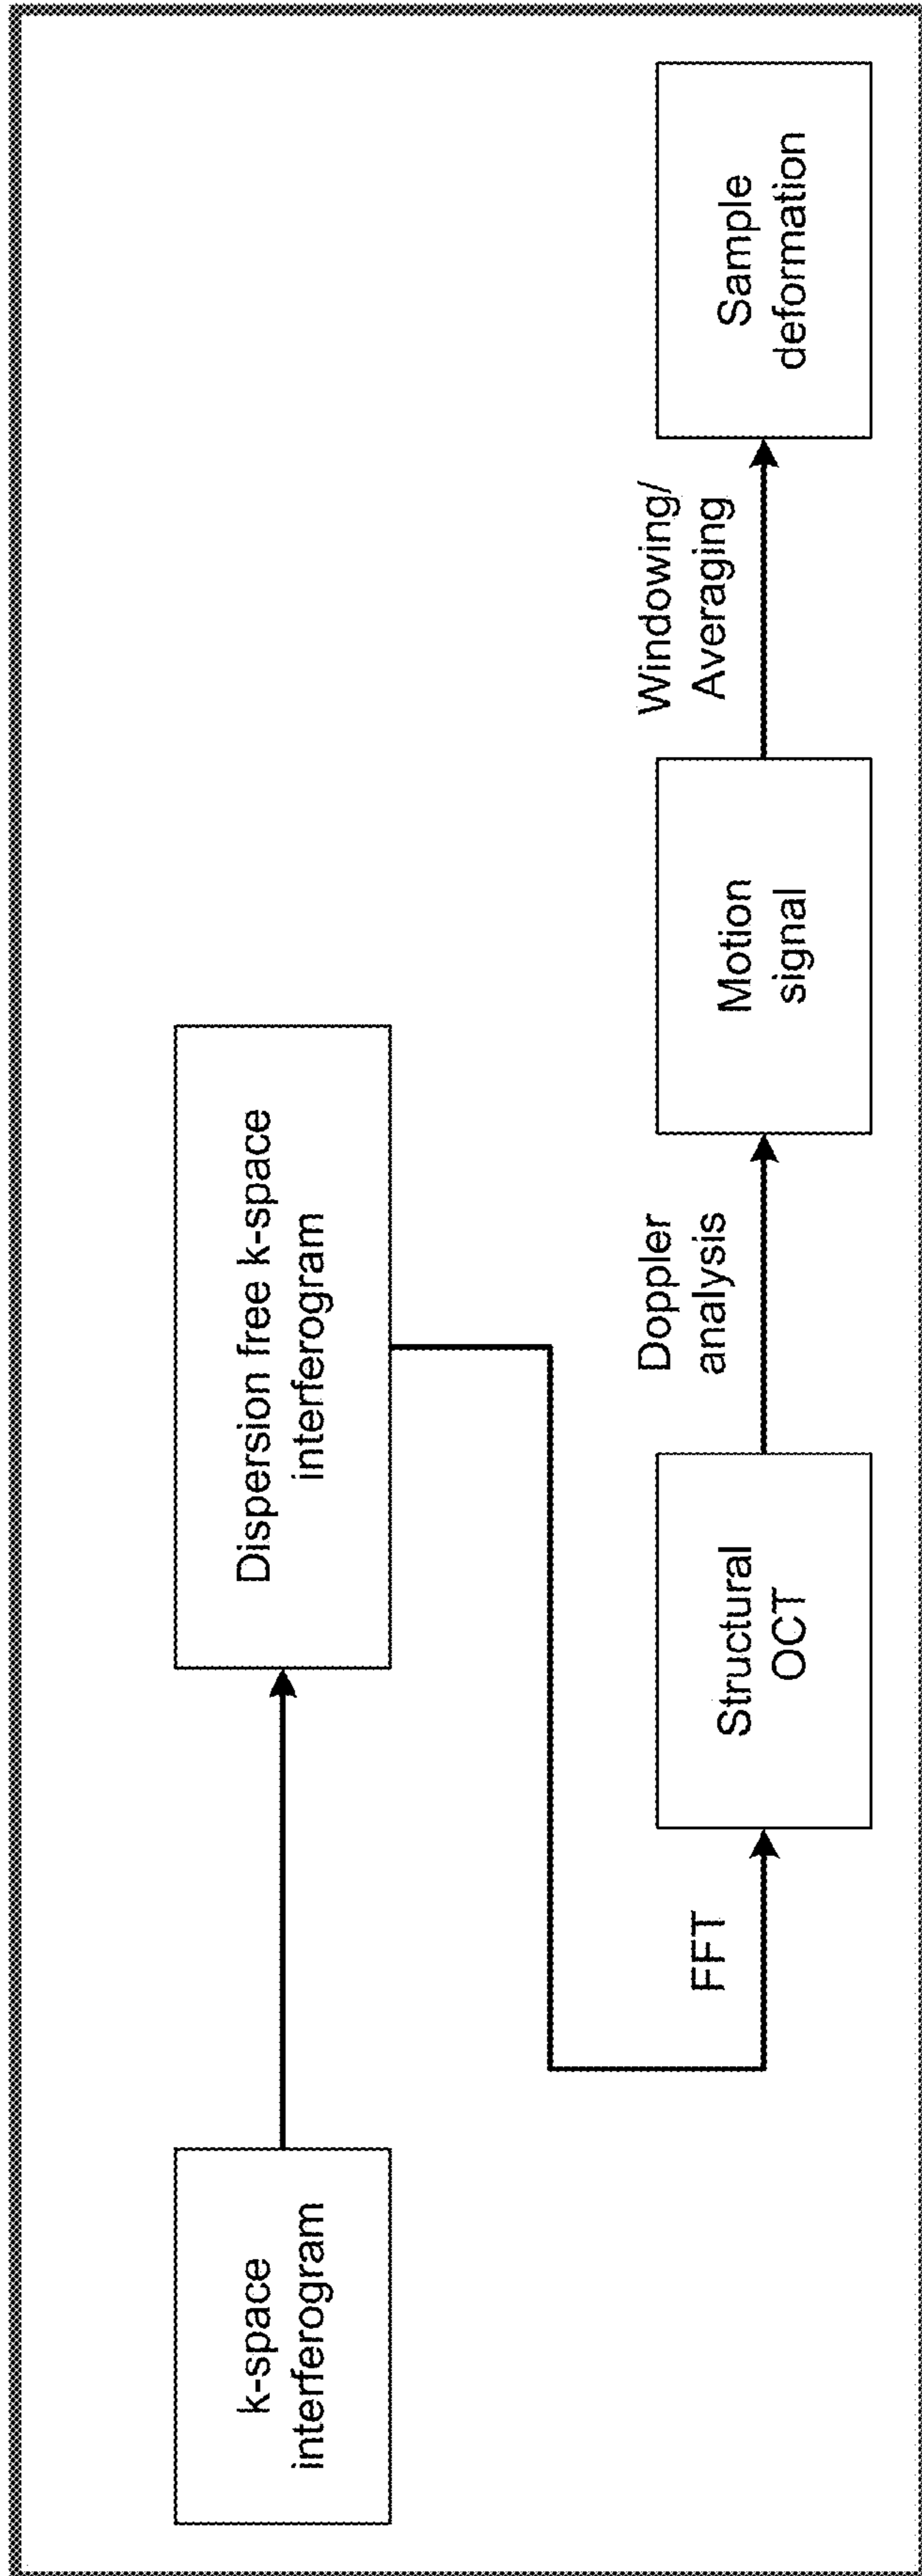 k-space
interferogram
Dispersion free k-space
interferogram
FFT
Structural
OCT
Doppler
analysis
Motion
signal
Windowing/
Averaging
Sample
deformation